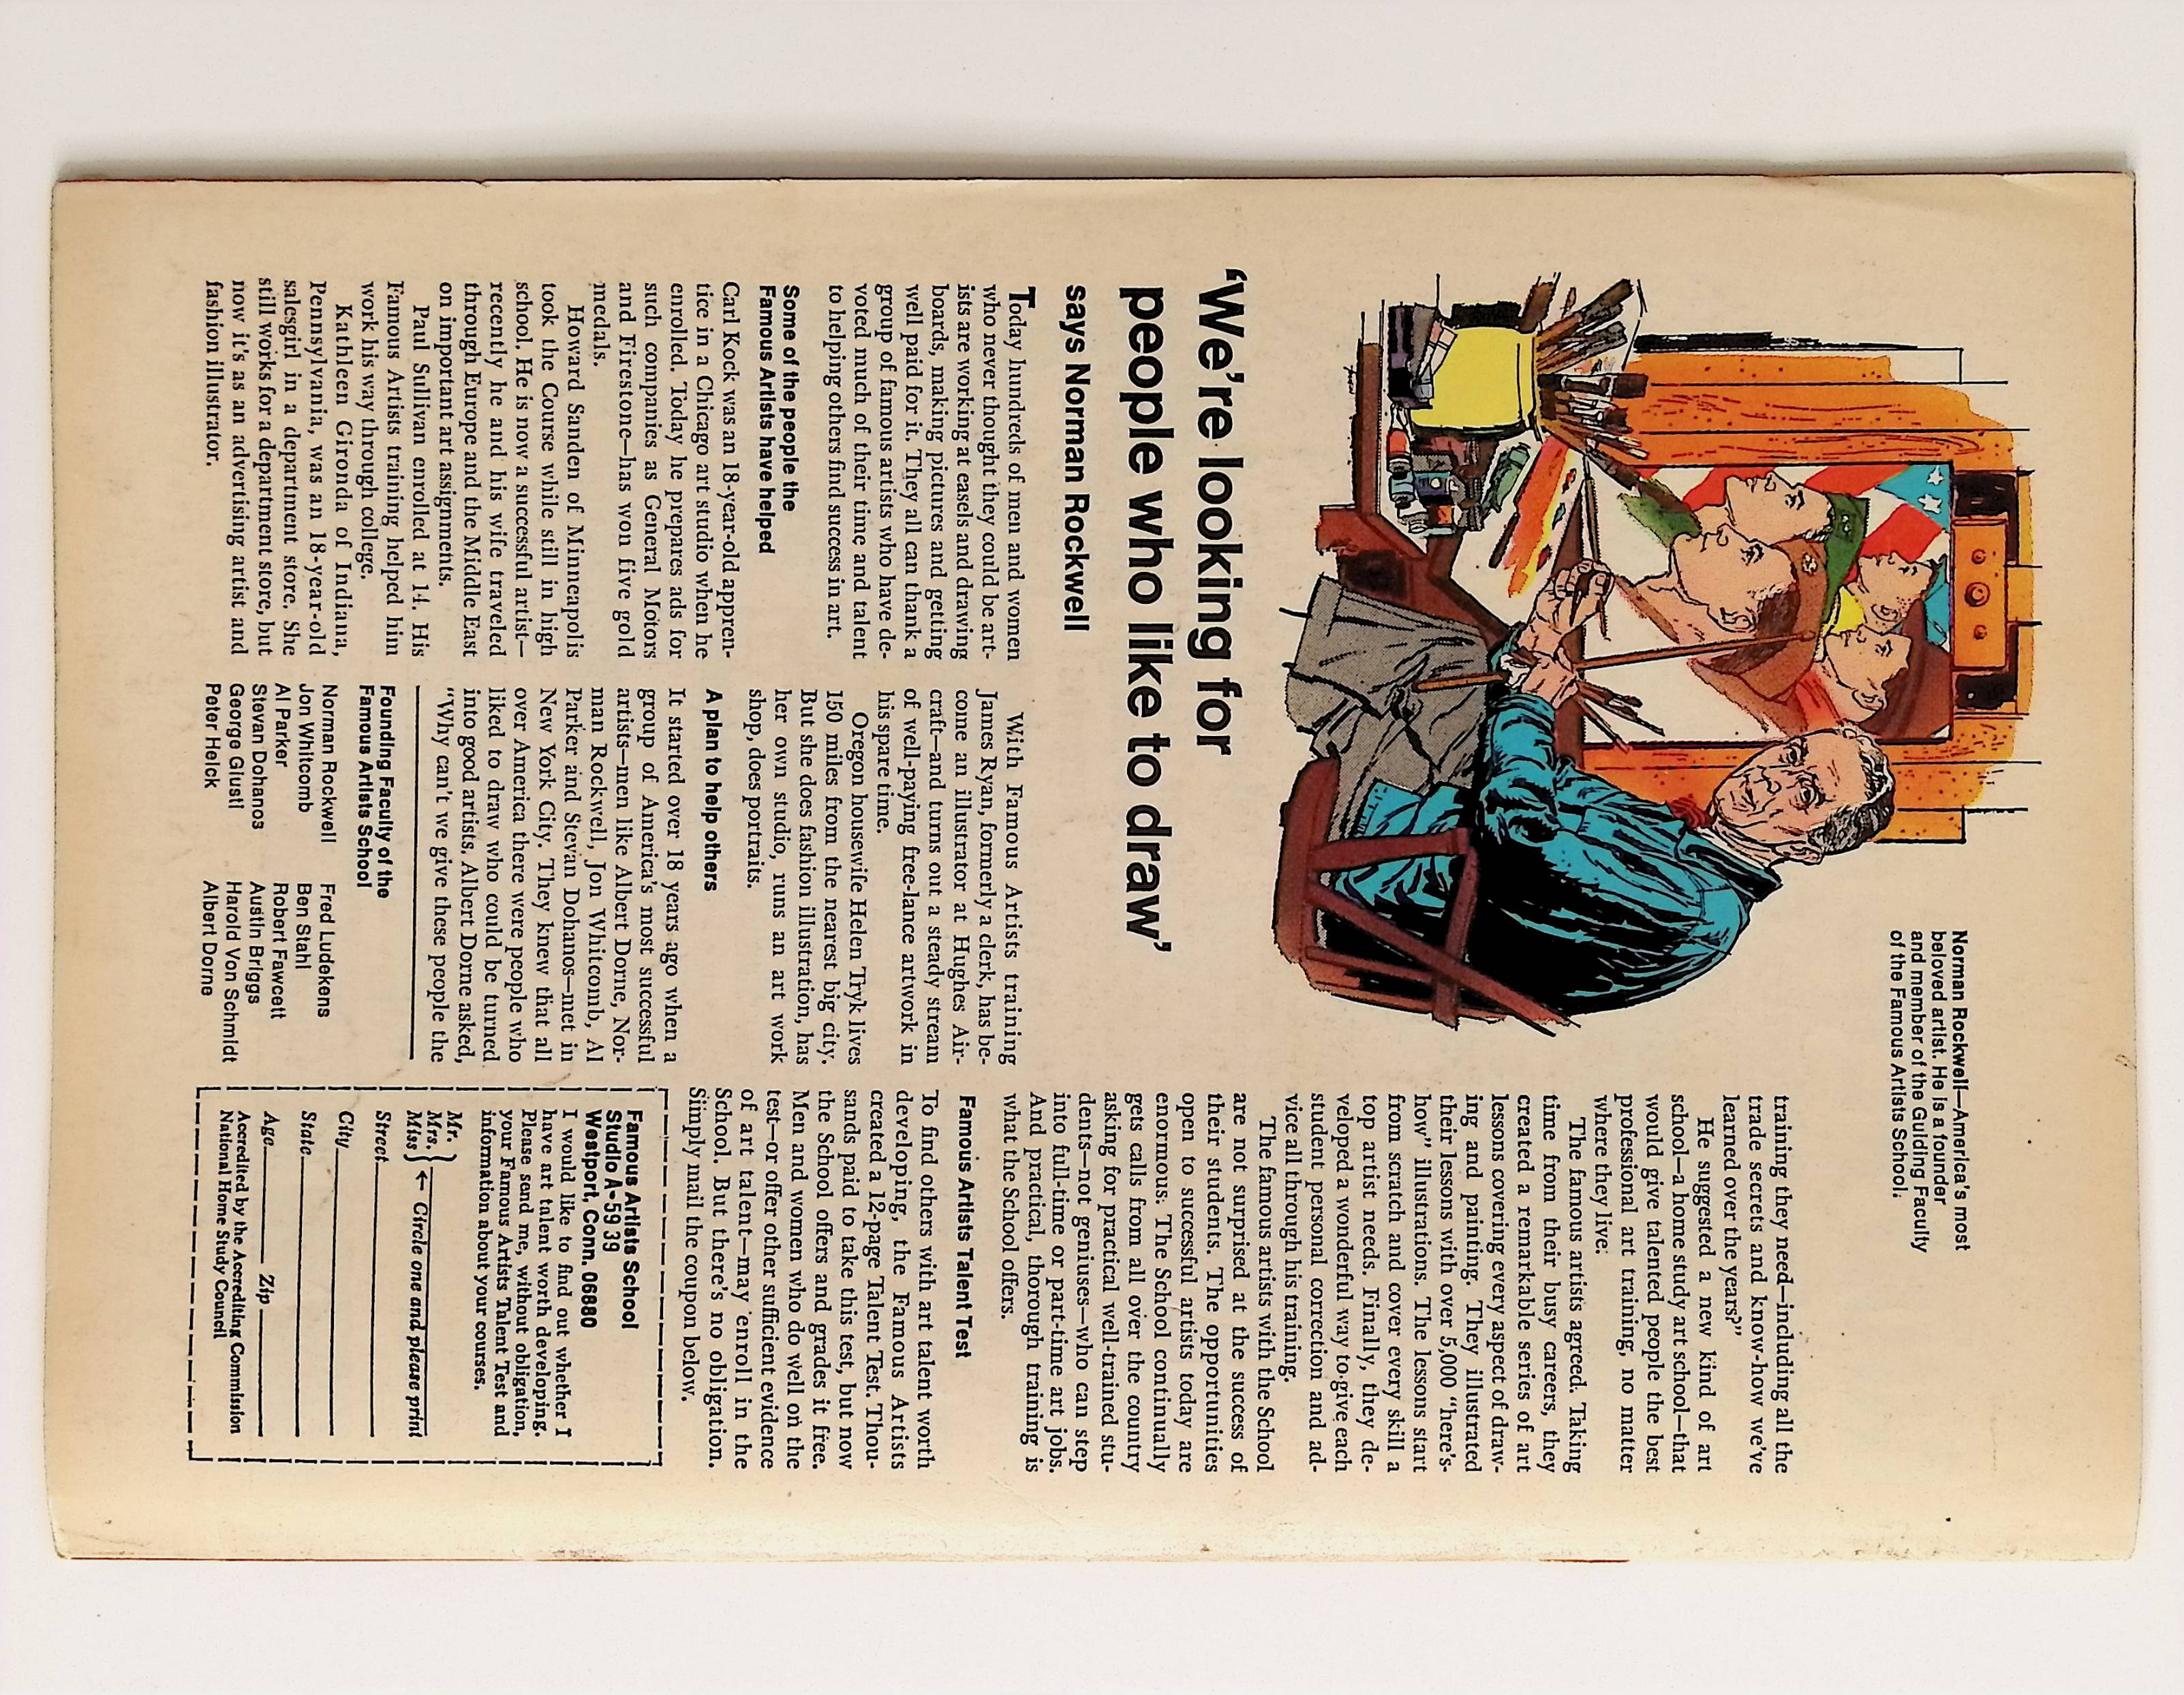 Norman Rockwell—America's most
beloved artist. He is a founder
and member of the Guiding Faculty
of the Famous Artists School.
‘We're looking for
people who like to draw’
says Norman Rockwell
Today hundreds of men and women
who never thought they could be art-
ists are working at easels and drawing
boards, making pictures and getting
well paid for it. They all can thank a
group of famous artists who have de-
voted much of their time and talent
to helping others find success in art.
Some of the people the
Famous Artists have helped
Carl Kock was an 18-year-old appren-
tice in a Chicago art studio when he
enrolled. Today he prepares ads for
such companies as General Motors
and Firestone—has won five gold
medals.
Howard Sanden of Minneapolis
took the Course while still in high
school. He is now a successful artist—
recently he and his wife traveled
through Europe and the Middle East
on important art assignments.
Paul Sullivan enrolled at 14. His
Famous Artists training helped him
work his way through college.
Kathleen Gironda of Indiana,
Pennsylvania, was an 18-year-old
salesgirl in a department store. She
still works for a department store, but
now it's as an advertising artist and
fashion illustrator.
With Famous Artists training
James Ryan, formerly a clerk, has be-
come an illustrator at Hughes Air-
craft—and turns out a steady stream
of well-paying free-lance artwork in
his spare time.
Oregon housewife Helen Tryk lives
150 miles from the nearest big city.
But she does fashion illustration, has
her own studio, runs an art work
shop, does portraits.
A plan to help others
It started over 18 years ago when a
group of America's most successful
artists—men like Albert Dorne, Nor-
man Rockwell, Jon Whitcomb, Al
Parker and Stevan Dohanos—met in
New York City. They knew that all
over America there were people who
liked to draw who could be turned
into good artists. Albert Dorne asked,
"Why can't we give these people the
Founding Faculty of the
Famous Artists School
Norman Rockwell
Jon Whitcomb
Al Parker
Stevan Dohanos
George Giusti
Peter Helck
Fred Ludekens
Ben Stahl
Robert Fawcett
Austin Briggs
Harold Von Schmidt
Albert Dorne
training they need—including all the
trade secrets and know-how we've
learned over the years?"
He suggested a new kind of art
school—a home study art school—that
would give talented people the best
professional art training, no matter
where they live.
The famous artists agreed. Taking
time from their busy careers, they
created a remarkable series of art
lessons covering every aspect of draw-
ing and painting. They illustrated
their lessons with over 5,000 "here's-
how" illustrations. The lessons start
from scratch and cover every skill a
top artist needs. Finally, they de-
veloped a wonderful way to give each
student personal correction and ad-
vice all through his training.
The famous artists with the School
are not surprised at the success of
their students. The opportunities
open to successful artists today are
enormous. The School continually
gets calls from all over the country
asking for practical well-trained stu-
dents—not geniuses—who can step
into full-time or part-time art jobs.
And practical, thorough training is
what the School offers.
Famous Artists Talent Test
To find others with art talent worth
developing, the Famous Artists
created a 12-page Talent Test. Thou-
sands paid to take this test, but now
the School offers and grades it free.
Men and women who do well on the
test—or offer other sufficient evidence
of art talent—may enroll in the
School. But there's no obligation.
Simply mail the coupon below.
Famous Artists School
Studio A-59 39
Westport, Conn. 06880
I would like to find out whether I
have art talent worth developing.
Please send me, without obligation,
your Famous Artists Talent Test and
information about your courses.
Mr.
Mrs.
Miss ← Circle one and please print
Street
City
State
Age Zip
Accredited by the Accrediting Commission
National Home Study Council